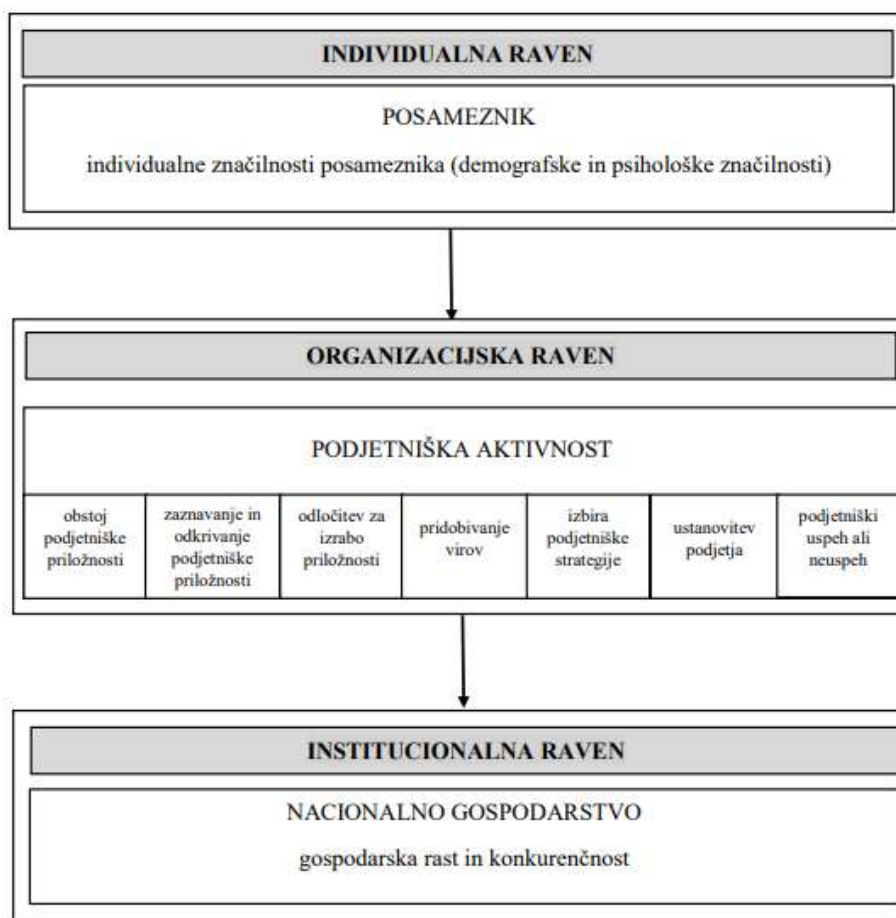 INDIVIDUALNA RAVEN
POSAMEZNIK
individualne značilnosti posameznika (demografske in psihološke značilnosti)
ORGANIZACIJSKA RAVEN
PODJETNIŠKA AKTIVNOST
obstoj
podjetniške
priložnosti
zaznavanje in
odkrivanje
podjetniške
priložnosti
odločitev za
izrabo
priložnosti
pridobivanje
virov
izbira
podjetniške
strategije
ustanovitev
podjetja
podjetniški
uspeh ali
neuspeh
INSTITUCIONALNA RAVEN
NACIONALNO GOSPODARSTVO
gospodarska rast in konkurenčnost